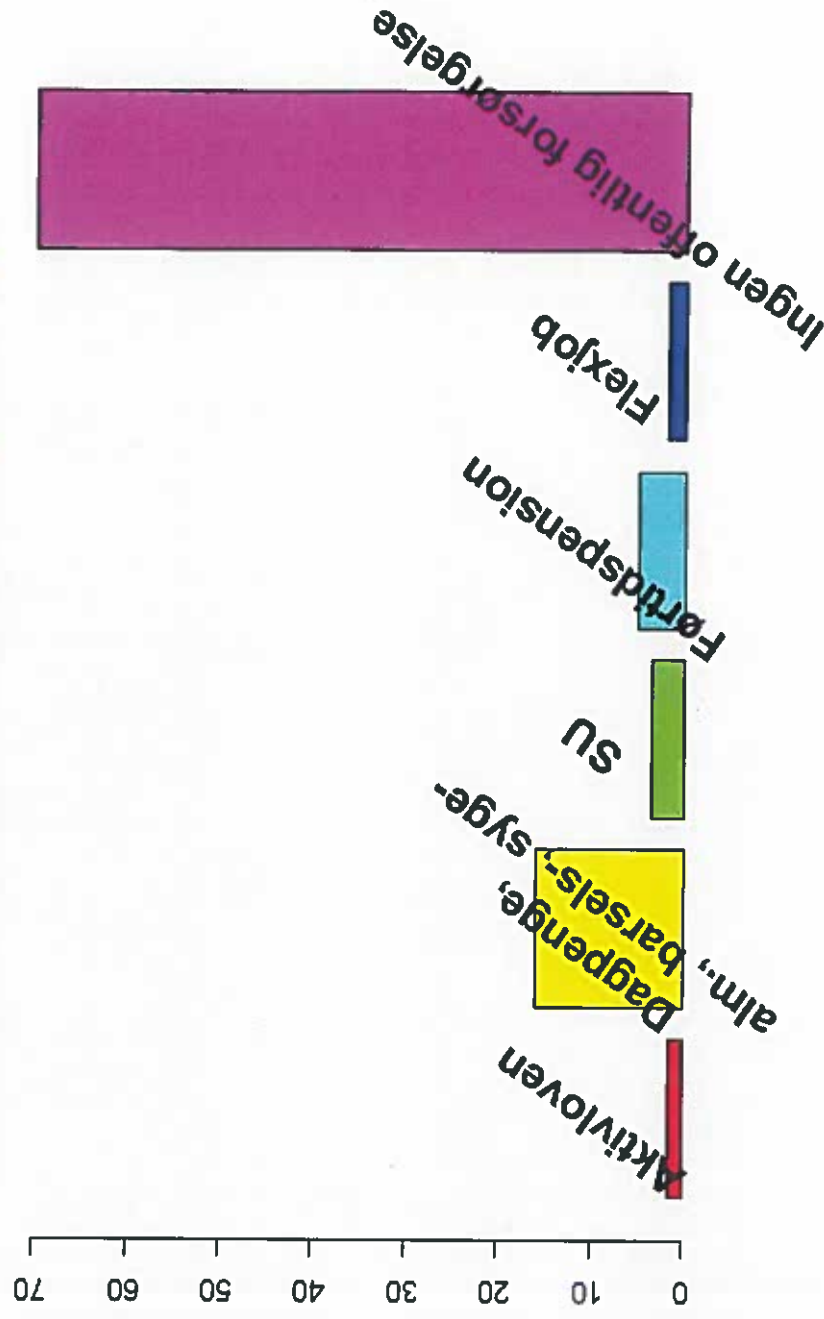 70
60
50
40
30
20
10
0
Aktivloven
Dagpenge,
alm., barsels-, syge-
SU
Førtidspension
Flexjob
Ingen offentlig forsørgelse